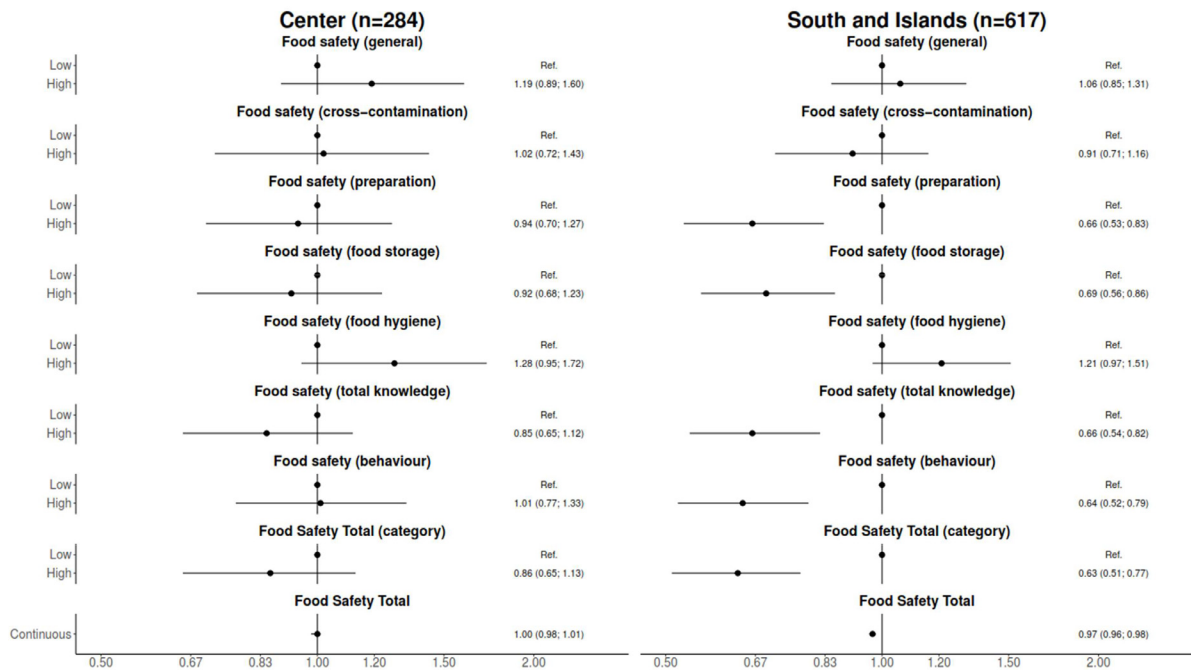 Center (n=284)
Food safety (general)
Low
Ref.
High
1.19 (0.89; 1.60)
Food safety (cross−contamination)
Low
Ref.
High
1.02 (0.72; 1.43)
Food safety (preparation)
Low
Ref.
High
0.94 (0.70; 1.27)
Food safety (food storage)
Low
Ref.
High
0.92 (0.68; 1.23)
Food safety (food hygiene)
Low
Ref.
High
1.28 (0.95; 1.72)
Food safety (total knowledge)
Low
Ref.
High
0.85 (0.65; 1.12)
Food safety (behaviour)
Low
Ref.
High
1.01 (0.77; 1.33)
Food Safety Total (category)
Low
Ref.
High
0.86 (0.65; 1.13)
Food Safety Total
Continuous
1.00 (0.98; 1.01)
0.50 0.67 0.83 1.00 1.20 1.50 2.00
South and Islands (n=617)
Food safety (general)
Ref.
1.06 (0.85; 1.31)
Food safety (cross−contamination)
Ref.
0.91 (0.71; 1.16)
Food safety (preparation)
Ref.
0.66 (0.53; 0.83)
Food safety (food storage)
Ref.
0.69 (0.56; 0.86)
Food safety (food hygiene)
Ref.
1.21 (0.97; 1.51)
Food safety (total knowledge)
Ref.
0.66 (0.54; 0.82)
Food safety (behaviour)
Ref.
0.64 (0.52; 0.79)
Food Safety Total (category)
Ref.
0.63 (0.51; 0.77)
Food Safety Total
0.97 (0.96; 0.98)
0.50 0.67 0.83 1.00 1.20 1.50 2.00